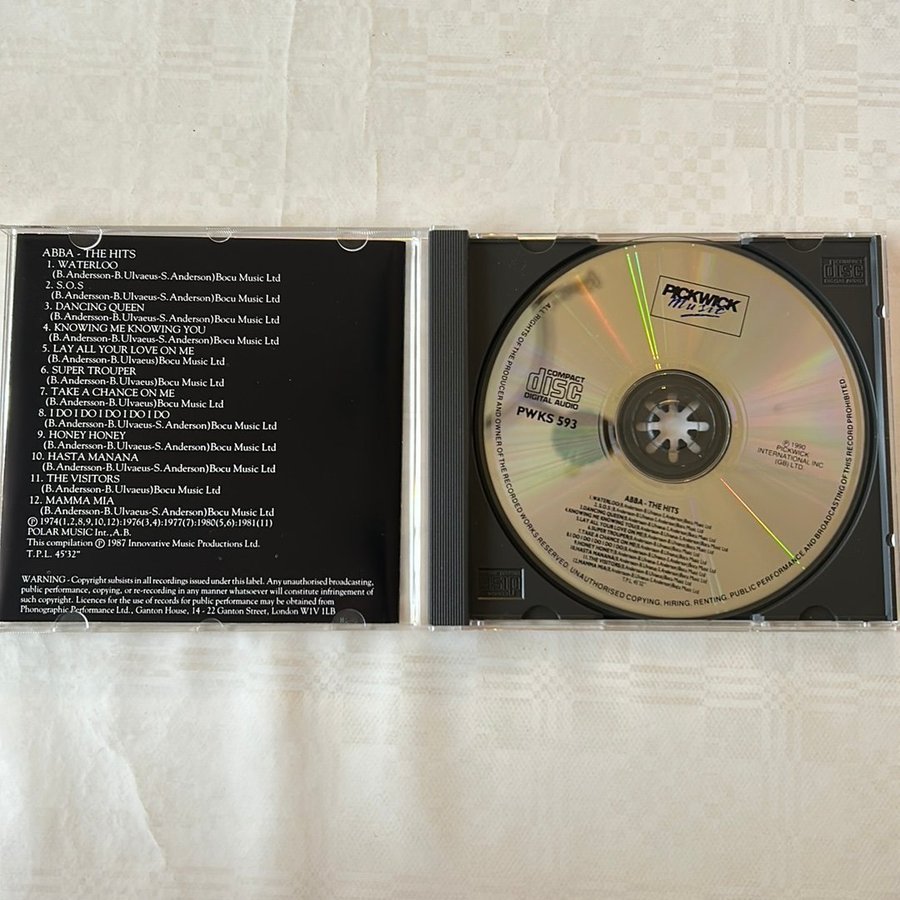 ABBA - THE HITS
1. WATERLOO
(B.Andersson-B.Ulvaeus-S.Anderson)Bocu Music Ltd
2. S.O.S
(B.Andersson-B.Ulvaeus-S.Anderson)Bocu Music Ltd
3. DANCING QUEEN
(B.Andersson-B.Ulvaeus-S.Anderson)Bocu Music Ltd
4. KNOWING ME KNOWING YOU
(B.Andersson-B.Ulvaeus-S.Anderson)Bocu Music Ltd
5. LAY ALL YOUR LOVE ON ME
(B.Andersson-B.Ulvaeus)Bocu Music Ltd
6. SUPER TROUPER
(B.Andersson-B.Ulvaeus)Bocu Music Ltd
7. TAKE A CHANCE ON ME
(B.Andersson-B.Ulvaeus)Bocu Music Ltd
8. I DO I DO I DO I DO I DO
(B.Andersson-B.Ulvaeus-S.Anderson)Bocu Music Ltd
9. HONEY HONEY
(B.Andersson-B.Ulvaeus-S.Anderson)Bocu Music Ltd
10. HASTA MANANA
(B.Andersson-B.Ulvaeus-S.Anderson)Bocu Music Ltd
11. THE VISITORS
(B.Andersson-B.Ulvaeus)Bocu Music Ltd
12. MAMMA MIA
(B.Andersson-B.Ulvaeus-S.Anderson)Bocu Music Ltd
℗ 1974(1,2,8,9,10,12):1976(3,4):1977(7):1980(5,6):1981(11)
POLAR MUSIC Int.,A.B.
This compilation ℗ 1987 Innovative Music Productions Ltd.
T.P.L. 45'32"
WARNING - Copyright subsists in all recordings issued under this label. Any unauthorised broadcasting,
public performance, copying, or re-recording in any manner whatsoever will constitute infringement of
such copyright. Licences for the use of records for public performance may be obtained from
Phonographic Performance Ltd., Ganton House, 14 - 22 Ganton Street, London W1V 1LB
PICKWICK
Music
COMPACT
disc
DIGITAL AUDIO
PWKS 593
℗ 1990
PICKWICK
INTERNATIONAL INC
(GB) LTD.
ALL RIGHTS OF THE PRODUCER AND OWNER OF THE RECORDED WORKS RESERVED. UNAUTHORISED COPYING, HIRING, RENTING, PUBLIC PERFORMANCE AND BROADCASTING OF THIS RECORD PROHIBITED
ABBA - THE HITS
COMPACT
disc
DIGITAL AUDIO